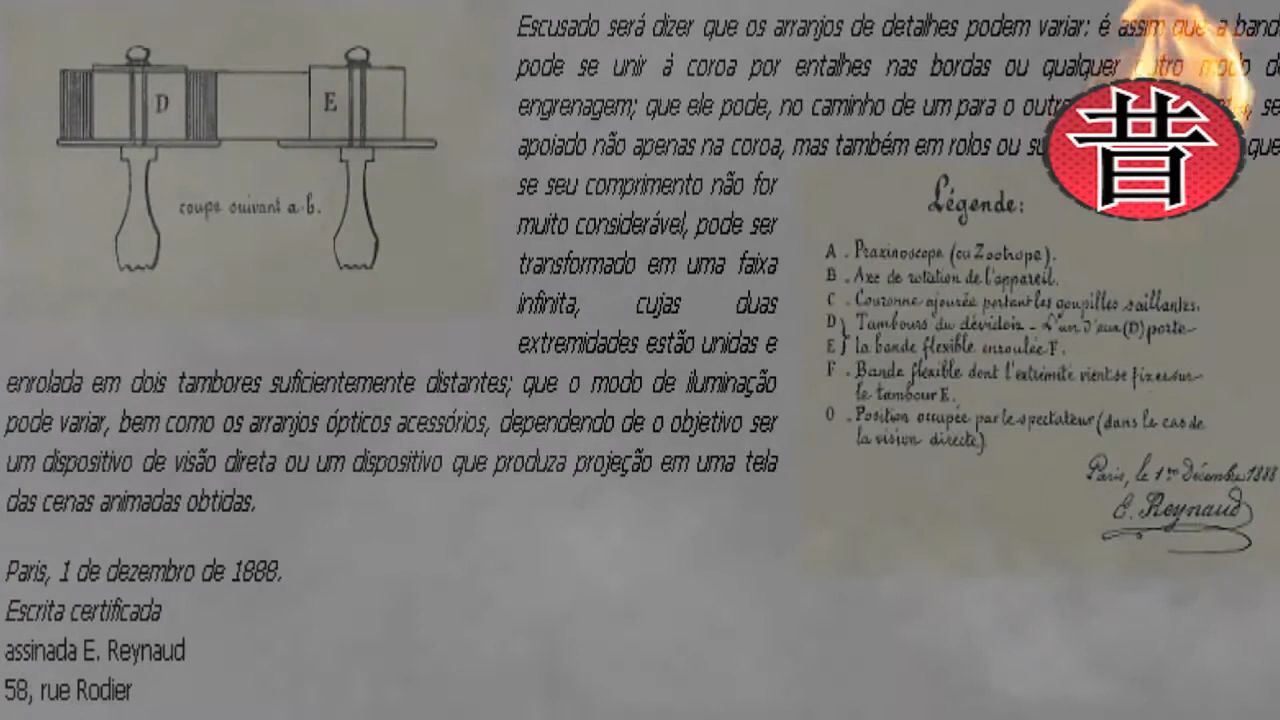 Escusado será dizer que os arranjos de detalhes podem variar: é assim que a band
pode se unir à coroa por entalhes nas bordas ou qualquer outro modo d
engrenagem; que ele pode, no caminho de um para o outr
apoiado não apenas na coroa, mas também em rolos ou
se seu comprimento não for
muito considerável, pode ser
transformado em uma faixa
infinita, cujas duas
extremidades estão unidas e
enrolada em dois tambores suficientemente distantes; que o modo de iluminação
pode variar, bem como os arranjos ópticos acessórios, dependendo de o objetivo ser
um dispositivo de visão direta ou um dispositivo que produza projeção em uma tela
das cenas animadas obtidas.
Paris, 1 de dezembro de 1888.
Escrita certificada
assinada E. Reynaud
58, rue Rodier
D
E
coupe suivant a-b.
昔
Légende:
A . Praxinoscope (ou Zootrope).
B . Axe de rotation de l'appareil.
C . Couronne ajourée portant les goupilles saillantes.
D } Tambours du dévidoir - L'un d'eux (D) porte
E } la bande flexible enroulée F.
F . Bande flexible dont l'extrémité vient se fixer sur
le tambour E.
O . Position occupée par le spectateur (dans le cas de
la vision directe)
Paris, le 1er Décembre 1888
E. Reynaud